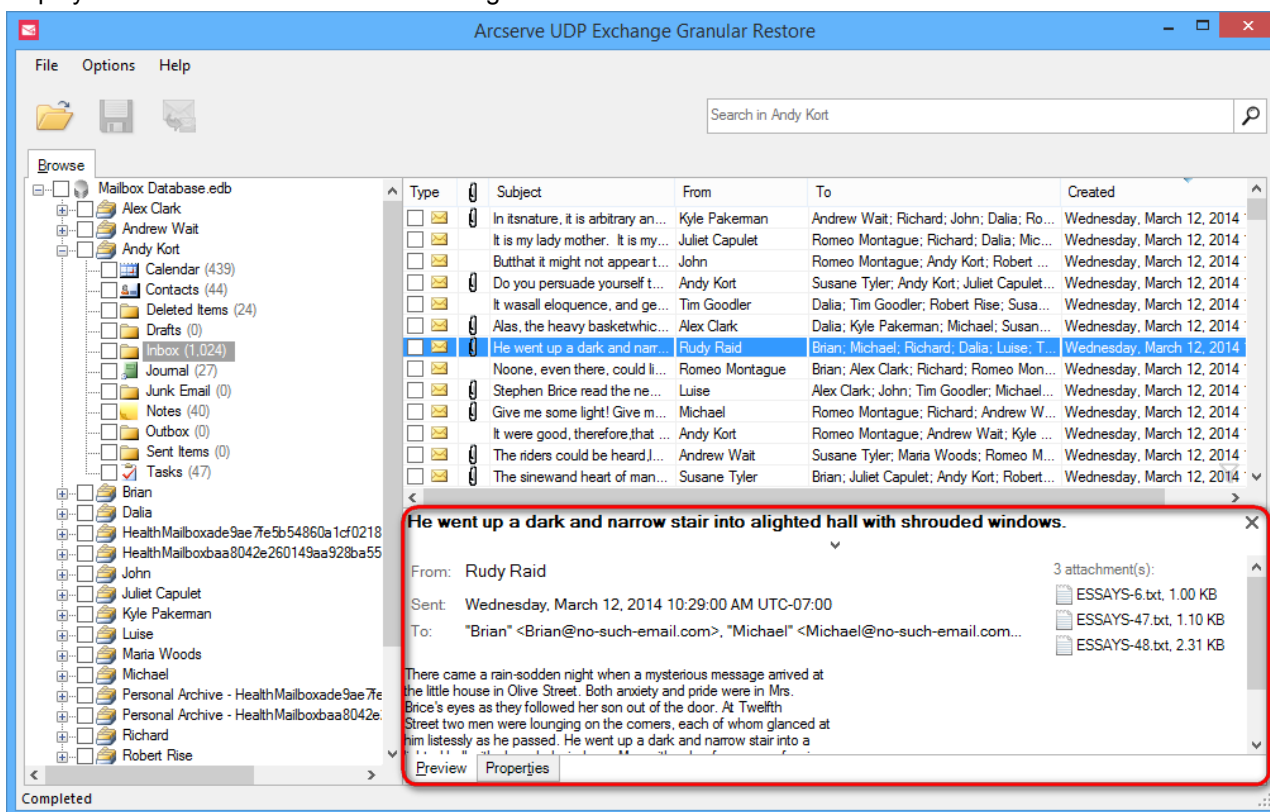 Arcserve UDP Exchange Granular Restore
File Options Help
Search in Andy Kort
Browse
Mailbox Database.edb
Alex Clark
Andrew Wait
Andy Kort
Calendar (439)
Contacts (44)
Deleted Items (24)
Drafts (0)
Inbox (1,024)
Journal (27)
Junk Email (0)
Notes (40)
Outbox (0)
Sent Items (0)
Tasks (47)
Brian
Dalia
HealthMailboxade9ae7fe5b54860a1cf0218
HealthMailboxbaa8042e260149aa928ba55
John
Juliet Capulet
Kyle Pakerman
Luise
Maria Woods
Michael
Personal Archive - HealthMailboxade9ae7fe
Personal Archive - HealthMailboxbaa8042e
Richard
Robert Rise
Type Subject From To Created
In itsnature, it is arbitrary an... Kyle Pakerman Andrew Wait; Richard; John; Dalia; Ro... Wednesday, March 12, 2014
It is my lady mother. It is my... Juliet Capulet Romeo Montague; Richard; Dalia; Mic... Wednesday, March 12, 2014
Butthat it might not appear t... John Romeo Montague; Andy Kort; Robert ... Wednesday, March 12, 2014
Do you persuade yourself t... Andy Kort Susane Tyler; Andy Kort; Juliet Capulet... Wednesday, March 12, 2014
It wasall eloquence, and ge... Tim Goodler Dalia; Tim Goodler; Robert Rise; Susa... Wednesday, March 12, 2014
Alas, the heavy basketwhic... Alex Clark Dalia; Kyle Pakerman; Michael; Susan... Wednesday, March 12, 2014
He went up a dark and narr... Rudy Raid Brian; Michael; Richard; Dalia; Luise; T... Wednesday, March 12, 2014
Noone, even there, could li... Romeo Montague Brian; Alex Clark; Richard; Romeo Mon... Wednesday, March 12, 2014
Stephen Brice read the ne... Luise Alex Clark; John; Tim Goodler; Michael... Wednesday, March 12, 2014
Give me some light! Give m... Michael Romeo Montague; Richard; Andrew W... Wednesday, March 12, 2014
It were good, therefore,that ... Andy Kort Romeo Montague; Andrew Wait; Kyle ... Wednesday, March 12, 2014
The riders could be heard,l... Andrew Wait Susane Tyler; Maria Woods; Romeo M... Wednesday, March 12, 2014
The sinewand heart of man... Susane Tyler Brian; Juliet Capulet; Andy Kort; Robert... Wednesday, March 12, 2014
He went up a dark and narrow stair into alighted hall with shrouded windows.
From: Rudy Raid
Sent: Wednesday, March 12, 2014 10:29:00 AM UTC-07:00
To: "Brian" <Brian@no-such-email.com>, "Michael" <Michael@no-such-email.com...
3 attachment(s):
ESSAYS-6.txt, 1.00 KB
ESSAYS-47.txt, 1.10 KB
ESSAYS-48.txt, 2.31 KB
There came a rain-sodden night when a mysterious message arrived at
the little house in Olive Street. Both anxiety and pride were in Mrs.
Brice's eyes as they followed her son out of the door. At Twelfth
Street two men were lounging on the corners, each of whom glanced at
him listessly as he passed. He went up a dark and narrow stair into a
Preview Properties
Completed